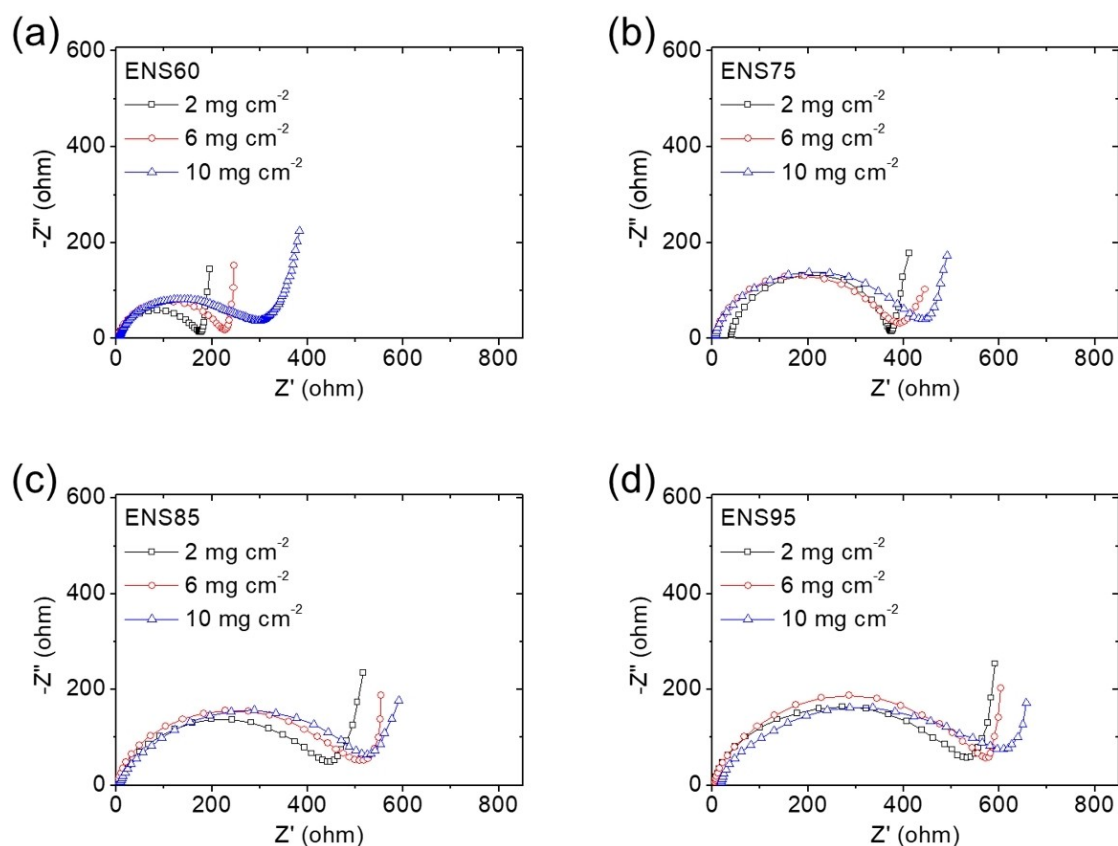 (a)
600
400
200
0
-Z" (ohm)
ENS60
2 mg cm⁻²
6 mg cm⁻²
10 mg cm⁻²
0 200 400 600 800
Z' (ohm)
(b)
600
400
200
0
-Z" (ohm)
ENS75
2 mg cm⁻²
6 mg cm⁻²
10 mg cm⁻²
0 200 400 600 800
Z' (ohm)
(c)
600
400
200
0
-Z" (ohm)
ENS85
2 mg cm⁻²
6 mg cm⁻²
10 mg cm⁻²
0 200 400 600 800
Z' (ohm)
(d)
600
400
200
0
-Z" (ohm)
ENS95
2 mg cm⁻²
6 mg cm⁻²
10 mg cm⁻²
0 200 400 600 800
Z' (ohm)